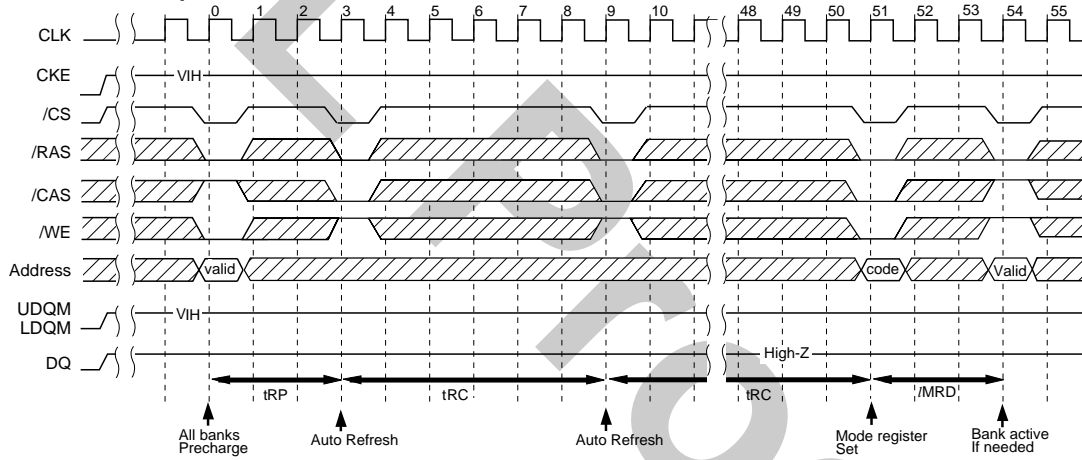 0 1 2 3 4 5 6 7 8 9 10 48 49 50 51 52 53 54 55
CLK
CKE VIH
/CS
/RAS
/CAS
/WE
Address valid code Valid
UDQM
LDQM
VIH
DQ High-Z
tRP tRC tRC lMRD
All banks
Precharge
Auto Refresh
Auto Refresh
Mode register
Set
Bank active
If needed